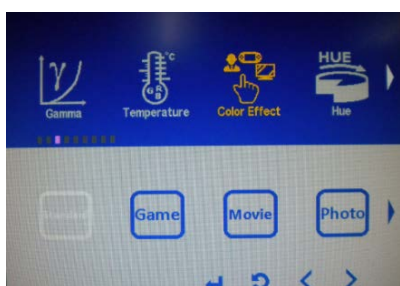 γ
°C
G R B
HUE
Gamma
Temperature
Color Effect
Hue
Game
Movie
Photo